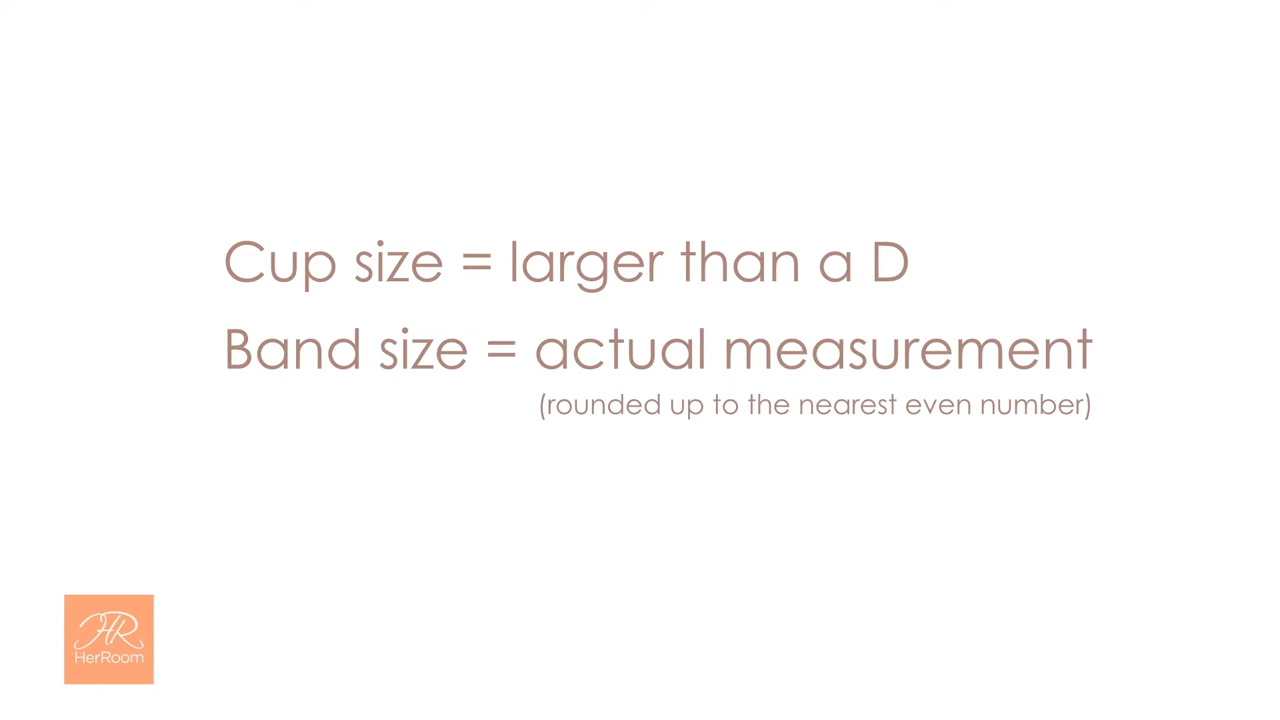 Cup size = larger than a D
Band size = actual measurement
(rounded up to the nearest even number)
HR
HerRoom